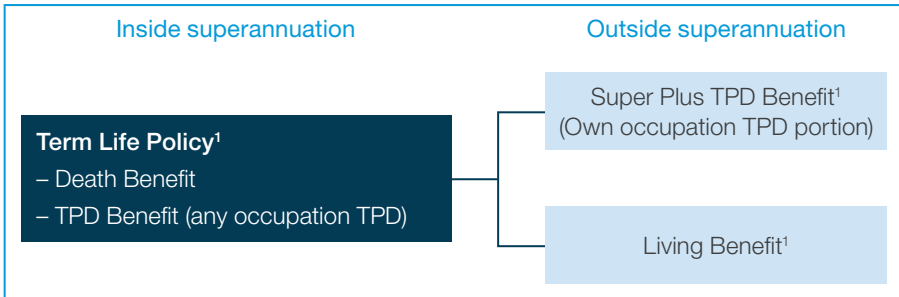 Inside superannuation
Outside superannuation
Term Life Policy¹
– Death Benefit
– TPD Benefit (any occupation TPD)
Super Plus TPD Benefit¹
(Own occupation TPD portion)
Living Benefit¹